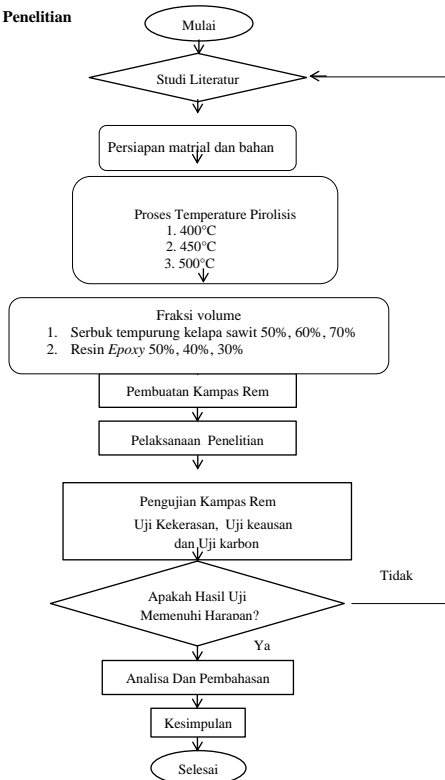 Penelitian
Mulai
Studi Literatur
Persiapan matrial dan bahan
Proses Temperature Pirolisis
1. 400°C
2. 450°C
3. 500°C
Fraksi volume
1. Serbuk tempurung kelapa sawit 50%, 60%, 70%
2. Resin Epoxy 50%, 40%, 30%
Pembuatan Kampas Rem
Pelaksanaan Penelitian
Pengujian Kampas Rem
Uji Kekerasan, Uji keausan
dan Uji karbon
Apakah Hasil Uji
Memenuhi Harapan?
Tidak
Ya
Analisa Dan Pembahasan
Kesimpulan
Selesai